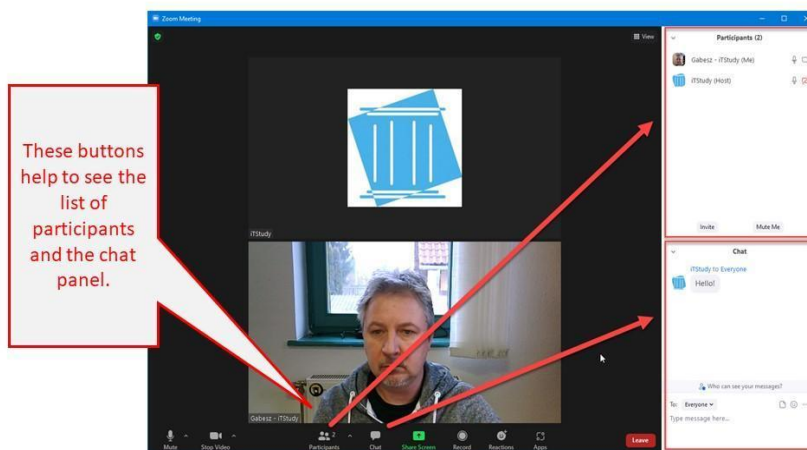 Zoom Meeting
View
These buttons
help to see the
list of
participants
and the chat
panel.
iTStudy
Gabesz - iTStudy
Participants (2)
Gabesz - iTStudy (Me)
iTStudy (Host)
Invite
Mute Me
Chat
iTStudy to Everyone
Hello!
Who can see your messages?
To: Everyone
Type message here...
Mute
Stop Video
2
Participants
Chat
Share Screen
Record
Reactions
Apps
Leave